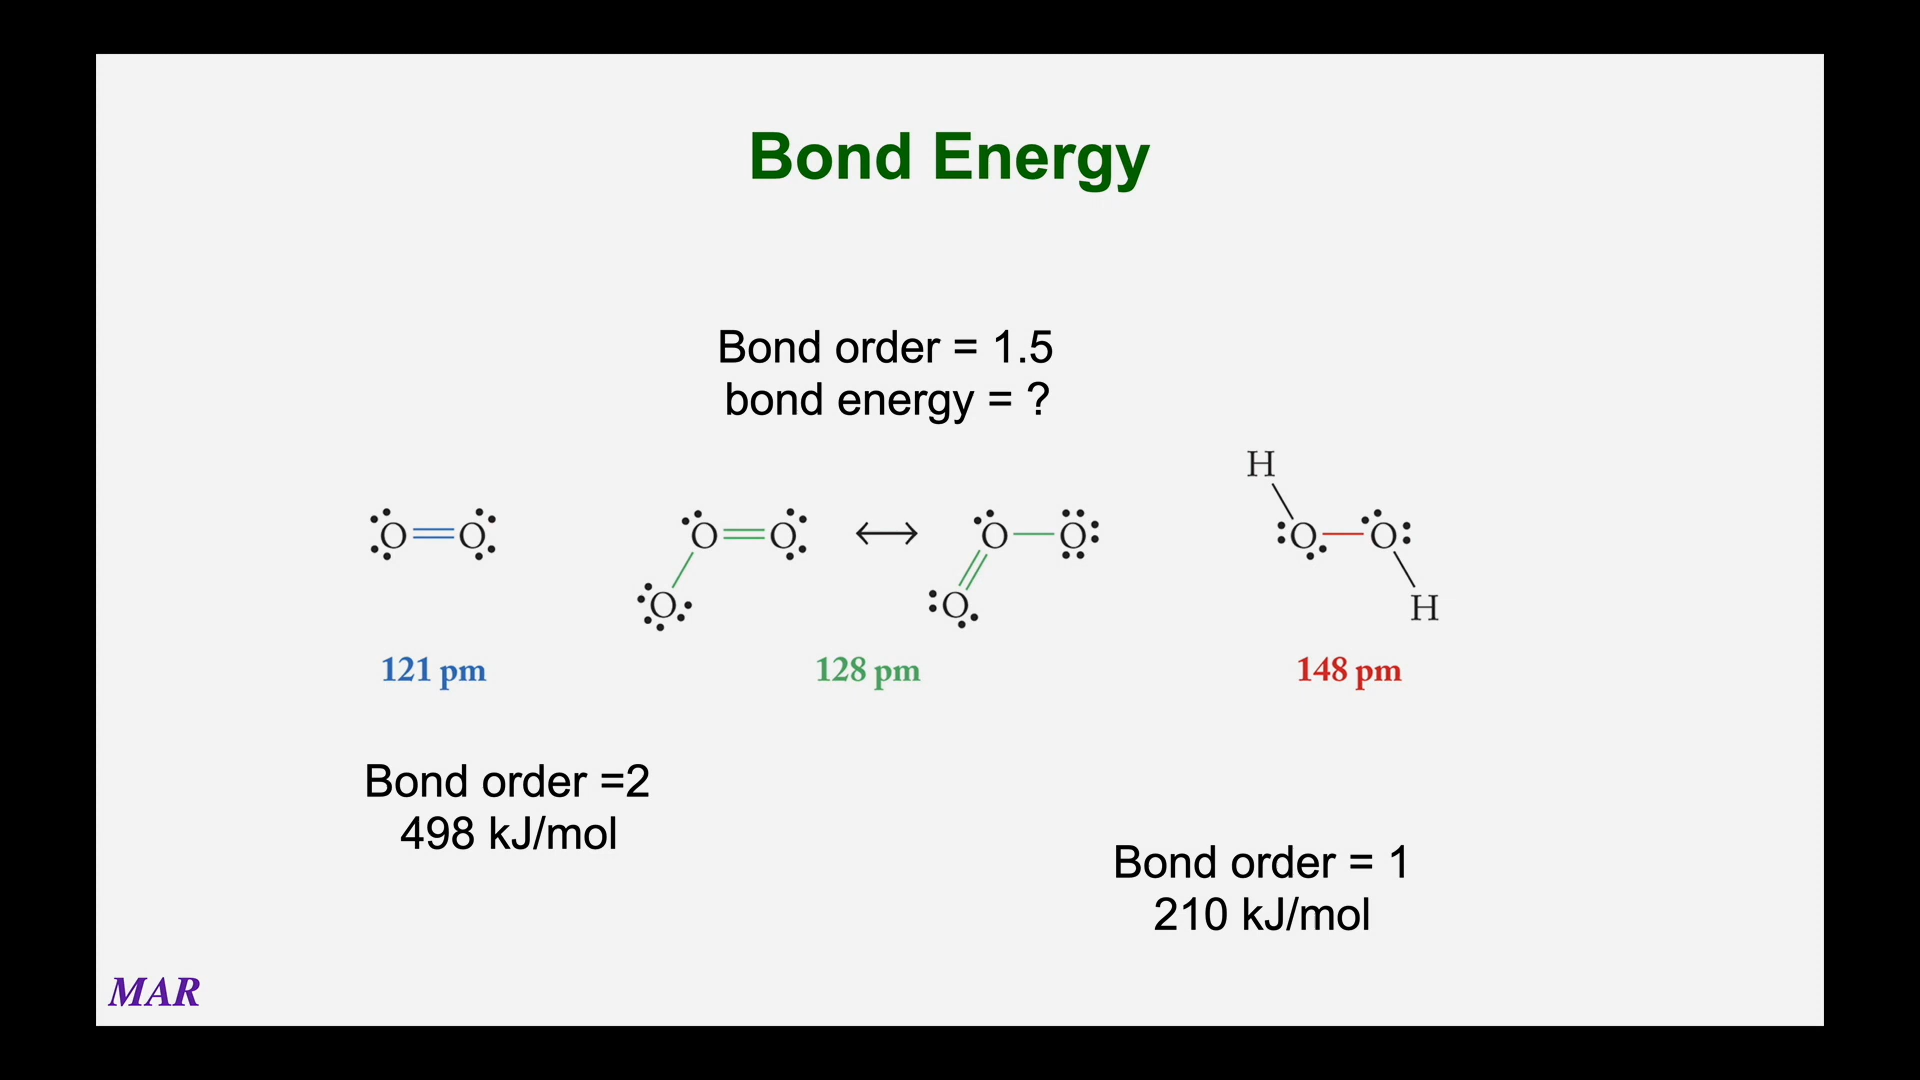 Bond Energy
Bond order = 1.5
bond energy = ?
H
O O
O O
O O
O O
O
O
H
121 pm
128 pm
148 pm
Bond order =2
498 kJ/mol
Bond order = 1
210 kJ/mol
MAR